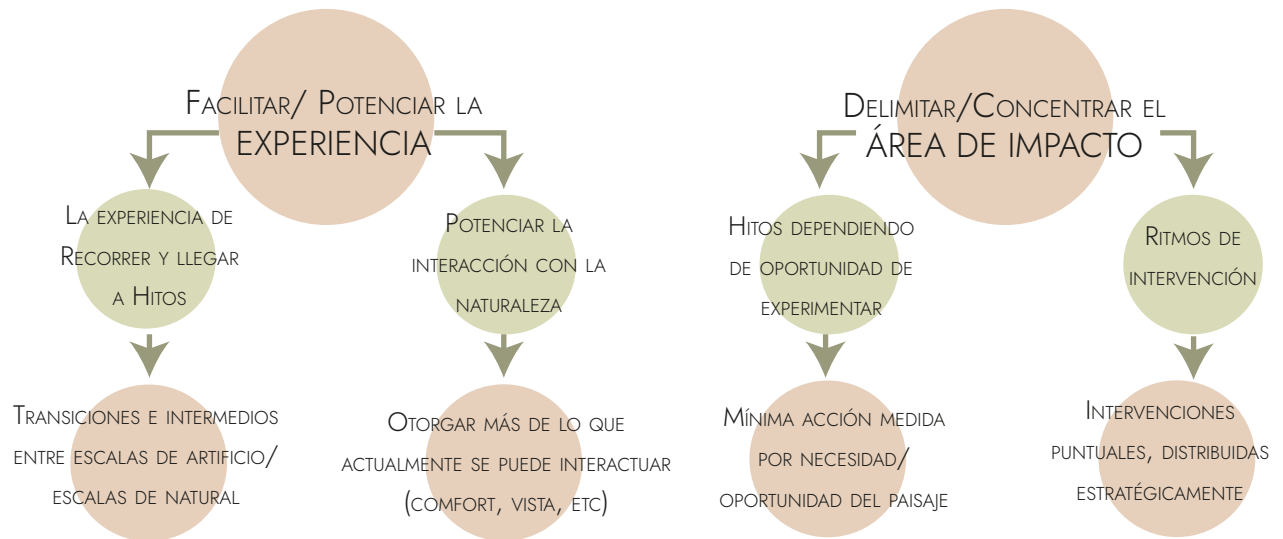 Facilitar/ Potenciar la
EXPERIENCIA
La experiencia de
Recorrer y llegar
a Hitos
Potenciar la
interacción con la
naturaleza
Transiciones e intermedios
entre escalas de artificio/
escalas de natural
Otorgar más de lo que
actualmente se puede interactuar
(comfort, vista, etc)
Delimitar/Concentrar el
ÁREA DE IMPACTO
Hitos dependiendo
de oportunidad de
experimentar
Ritmos de
intervención
Mínima acción medida
por necesidad/
oportunidad del paisaje
Intervenciones
puntuales, distribuidas
estratégicamente